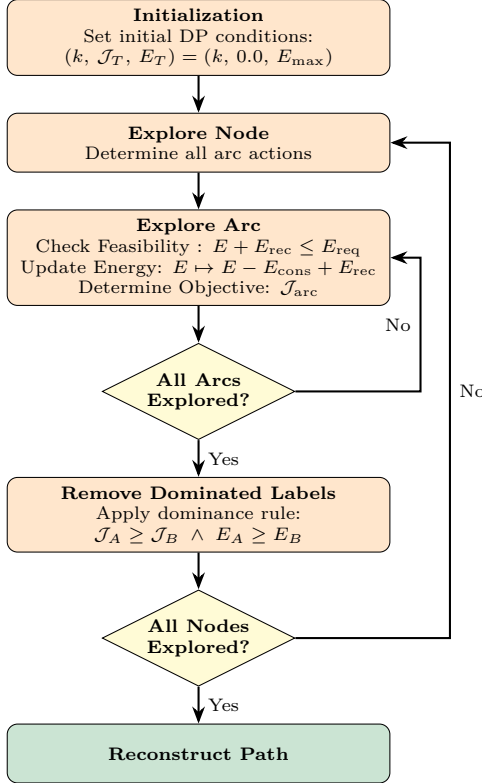 Initialization
Set initial DP conditions:
(k, 𝒥_T, E_T) = (k, 0.0, E_max)
Explore Node
Determine all arc actions
Explore Arc
Check Feasibility : E + E_rec ≤ E_req
Update Energy: E ↦ E − E_cons + E_rec
Determine Objective: 𝒥_arc
No
All Arcs
Explored?
No
Yes
Remove Dominated Labels
Apply dominance rule:
𝒥_A ≥ 𝒥_B ∧ E_A ≥ E_B
All Nodes
Explored?
Yes
Reconstruct Path